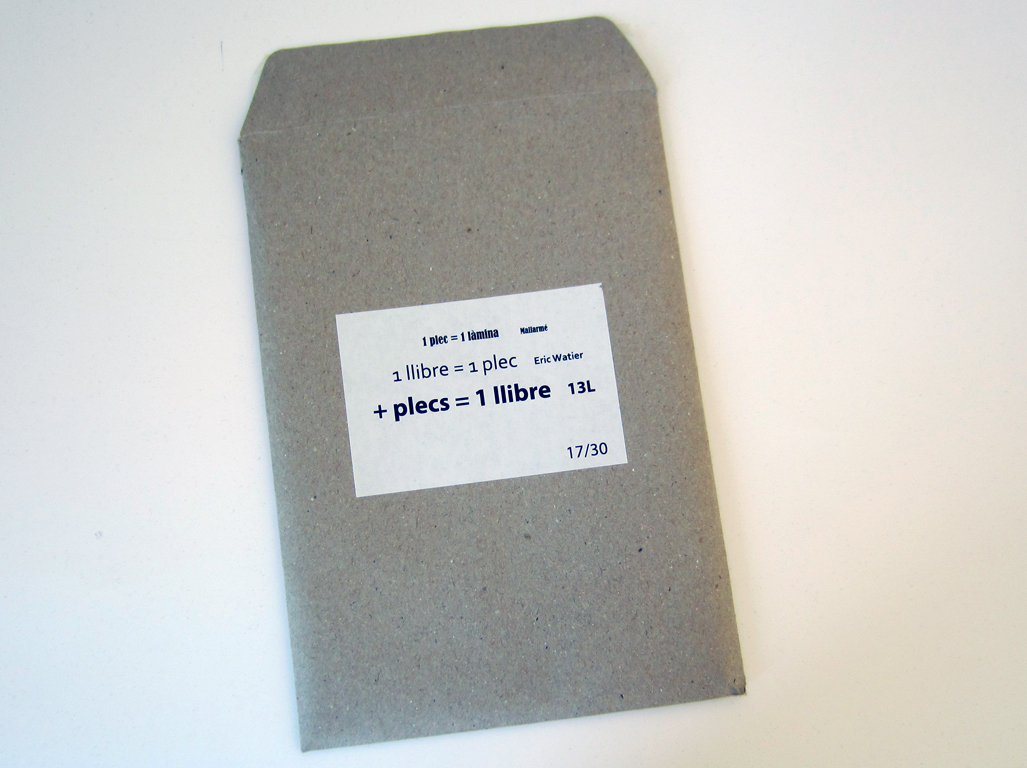 1 plec = 1 làmina Mallarmé
1 llibre = 1 plec Eric Watier
+ plecs = 1 llibre 13L
17/30